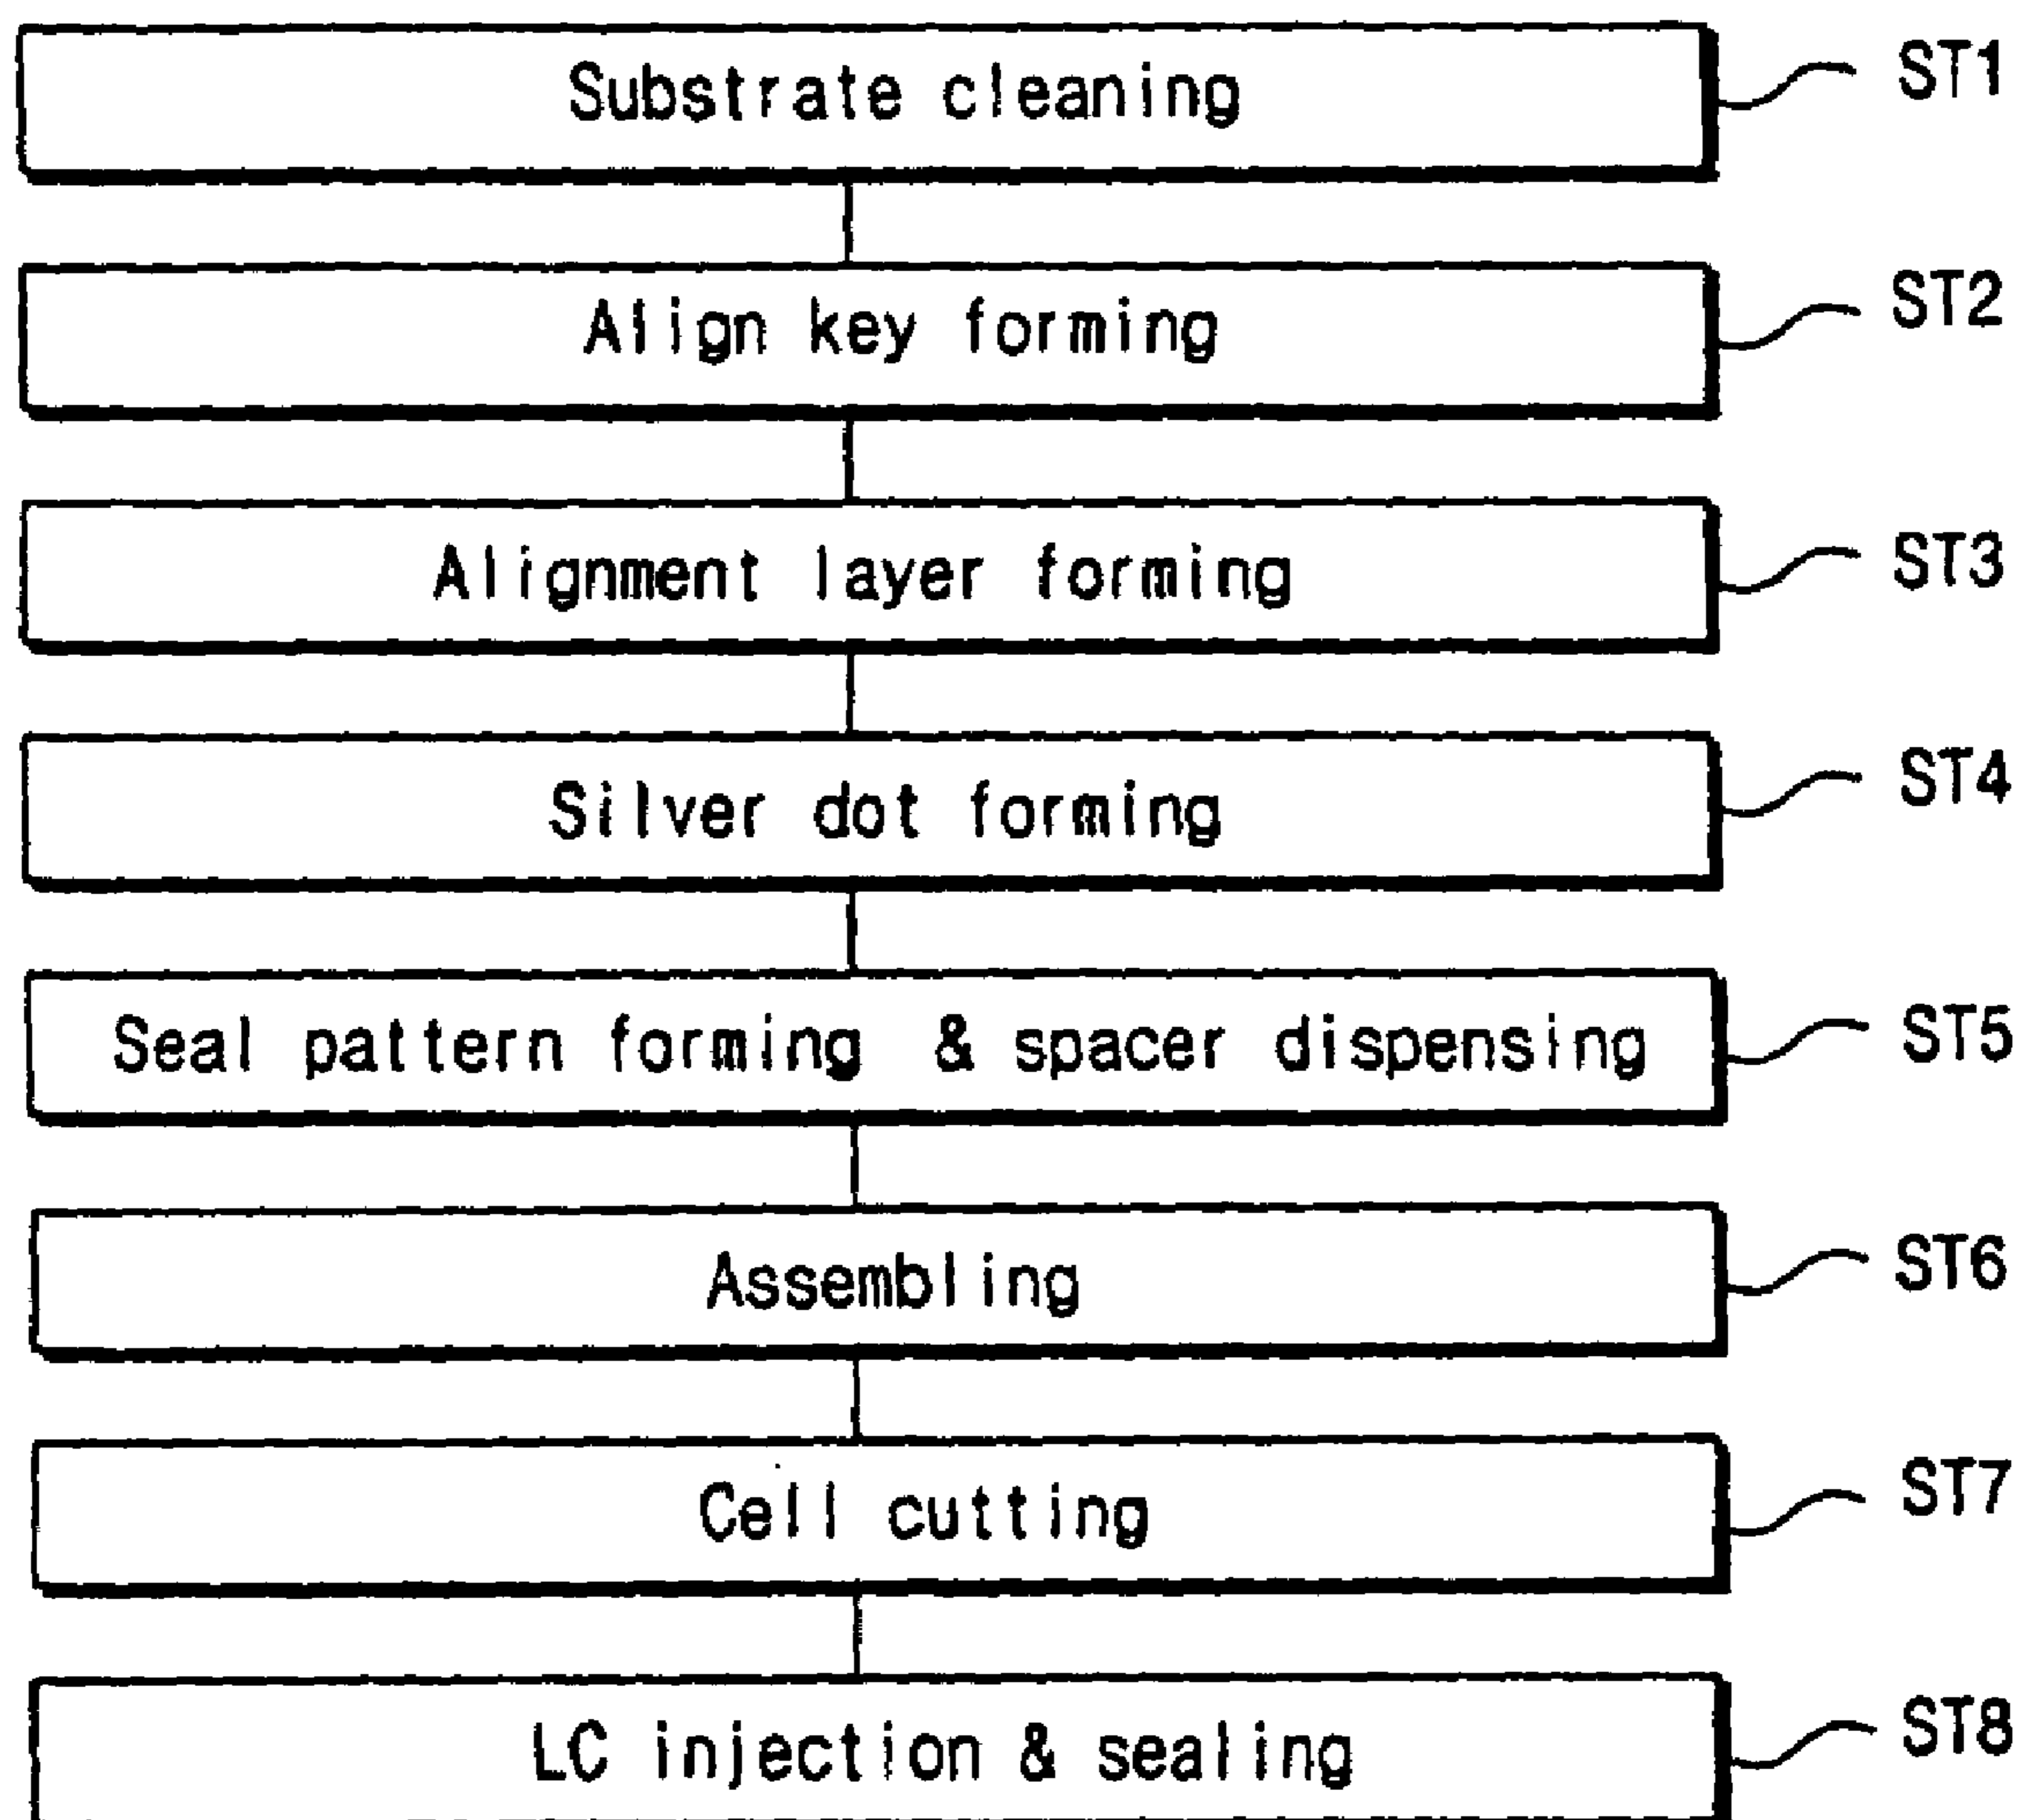 Substrate cleaning ST1
Align key forming ST2
Alignment layer forming ST3
Silver dot forming ST4
Seal pattern forming & spacer dispensing ST5
Assembling ST6
Cell cutting ST7
LC injection & sealing ST8